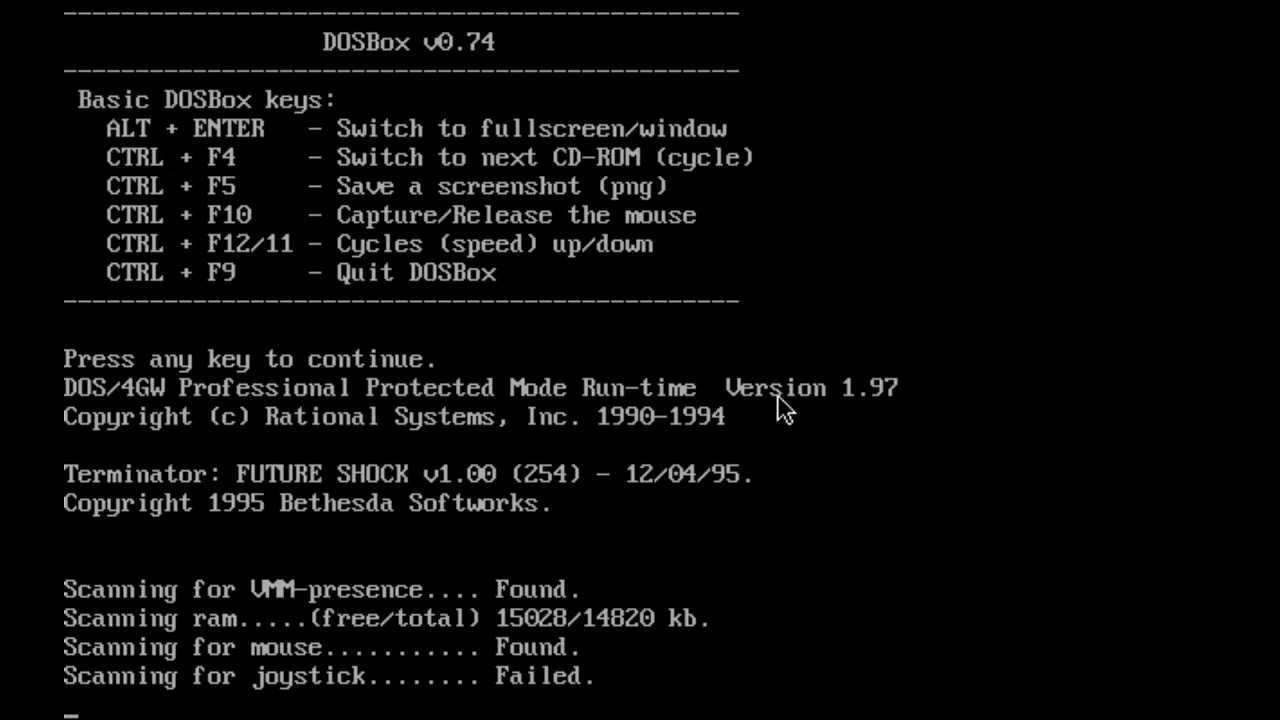 DOSBox v0.74
Basic DOSBox keys:
ALT + ENTER - Switch to fullscreen/window
CTRL + F4 - Switch to next CD-ROM (cycle)
CTRL + F5 - Save a screenshot (png)
CTRL + F10 - Capture/Release the mouse
CTRL + F12/11 - Cycles (speed) up/down
CTRL + F9 - Quit DOSBox
Press any key to continue.
DOS/4GW Professional Protected Mode Run-time Version 1.97
Copyright (c) Rational Systems, Inc. 1990-1994
Terminator: FUTURE SHOCK v1.00 (254) - 12/04/95.
Copyright 1995 Bethesda Softworks.
Scanning for VMM-presence.... Found.
Scanning ram.....(free/total) 15028/14820 kb.
Scanning for mouse........... Found.
Scanning for joystick........ Failed.